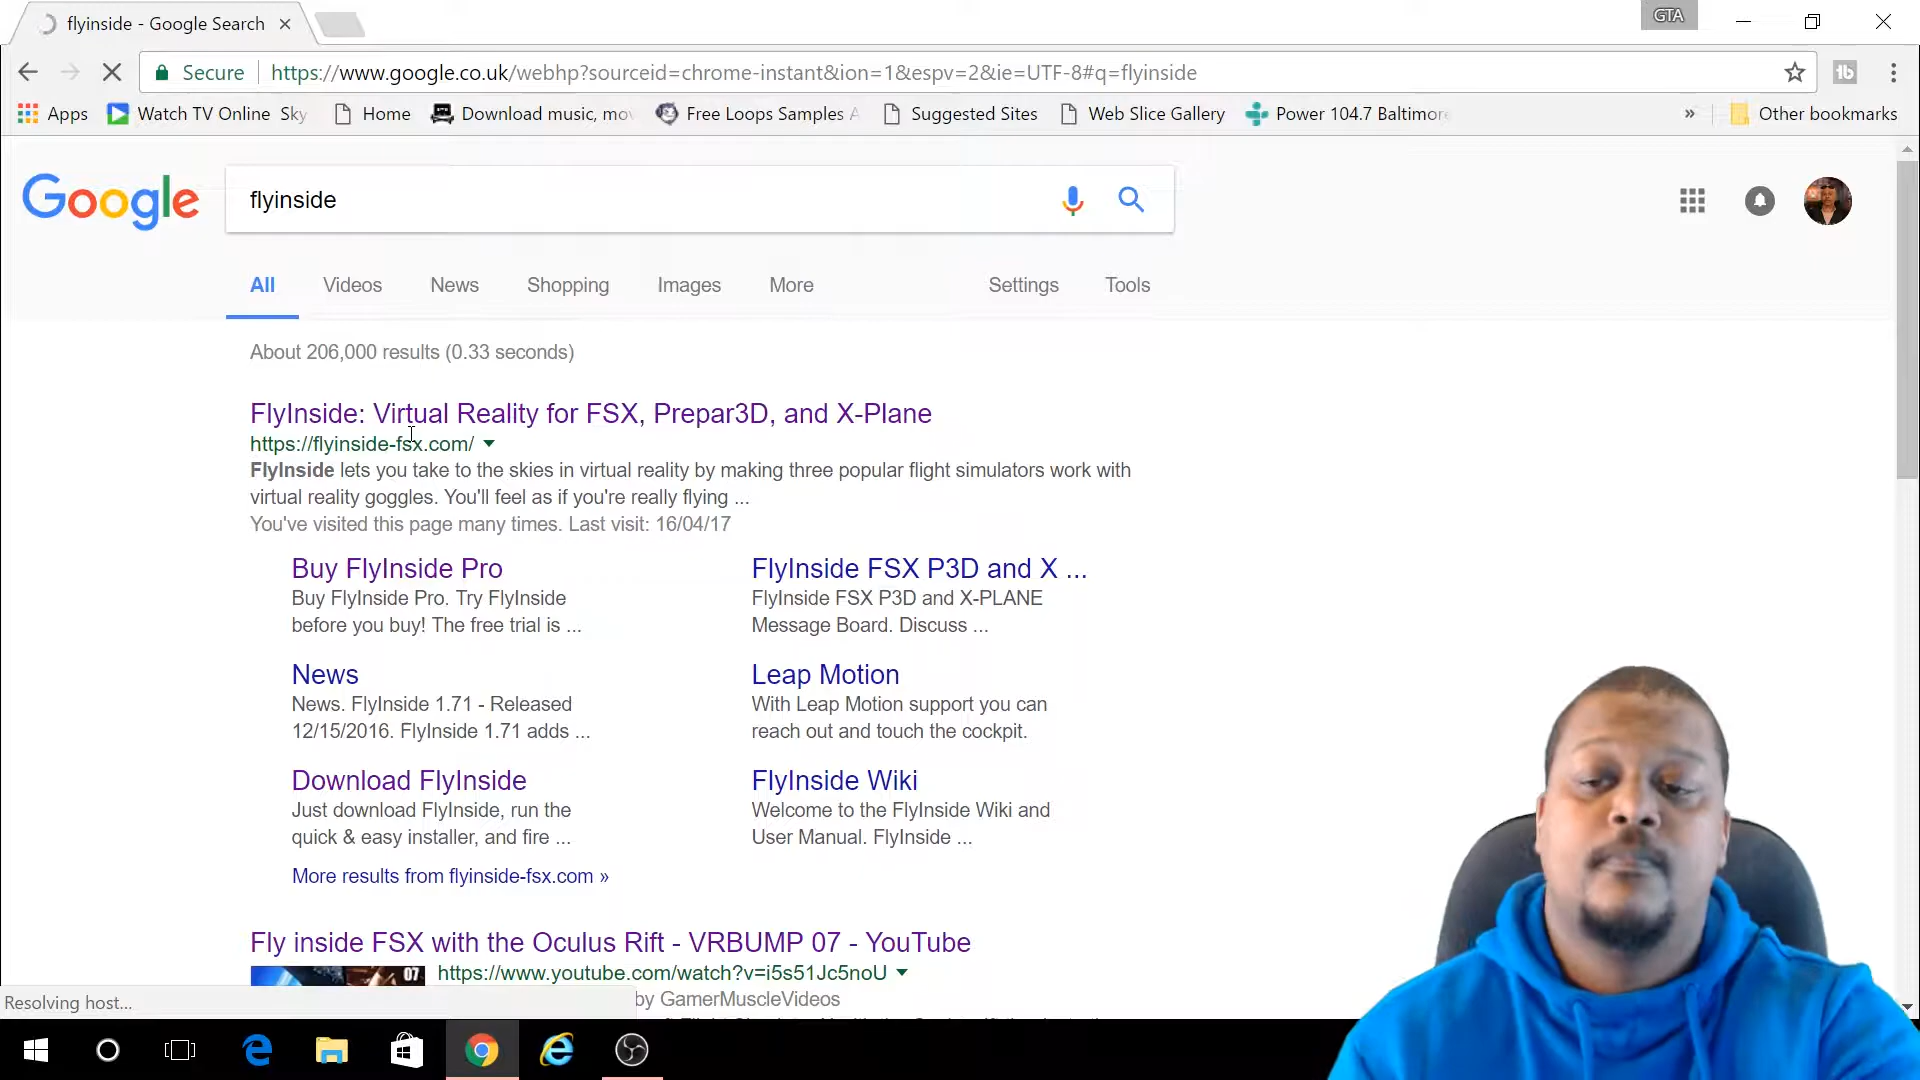 flyinside - Google Search
GTA
Secure https://www.google.co.uk/webhp?sourceid=chrome-instant&ion=1&espv=2&ie=UTF-8#q=flyinside
Apps Watch TV Online Sky Home Download music, mov Free Loops Samples A Suggested Sites Web Slice Gallery Power 104.7 Baltimore » Other bookmarks
Google flyinside
All Videos News Shopping Images More Settings Tools
About 206,000 results (0.33 seconds)
FlyInside: Virtual Reality for FSX, Prepar3D, and X-Plane
https://flyinside-fsx.com/
FlyInside lets you take to the skies in virtual reality by making three popular flight simulators work with
virtual reality goggles. You'll feel as if you're really flying ...
You've visited this page many times. Last visit: 16/04/17
Buy FlyInside Pro
Buy FlyInside Pro. Try FlyInside
before you buy! The free trial is ...
FlyInside FSX P3D and X ...
FlyInside FSX P3D and X-PLANE
Message Board. Discuss ...
News
News. FlyInside 1.71 - Released
12/15/2016. FlyInside 1.71 adds ...
Leap Motion
With Leap Motion support you can
reach out and touch the cockpit.
Download FlyInside
Just download FlyInside, run the
quick & easy installer, and fire ...
FlyInside Wiki
Welcome to the FlyInside Wiki and
User Manual. FlyInside ...
More results from flyinside-fsx.com »
Fly inside FSX with the Oculus Rift - VRBUMP 07 - YouTube
07
https://www.youtube.com/watch?v=i5s51Jc5noU
by GamerMuscleVideos
Resolving host...